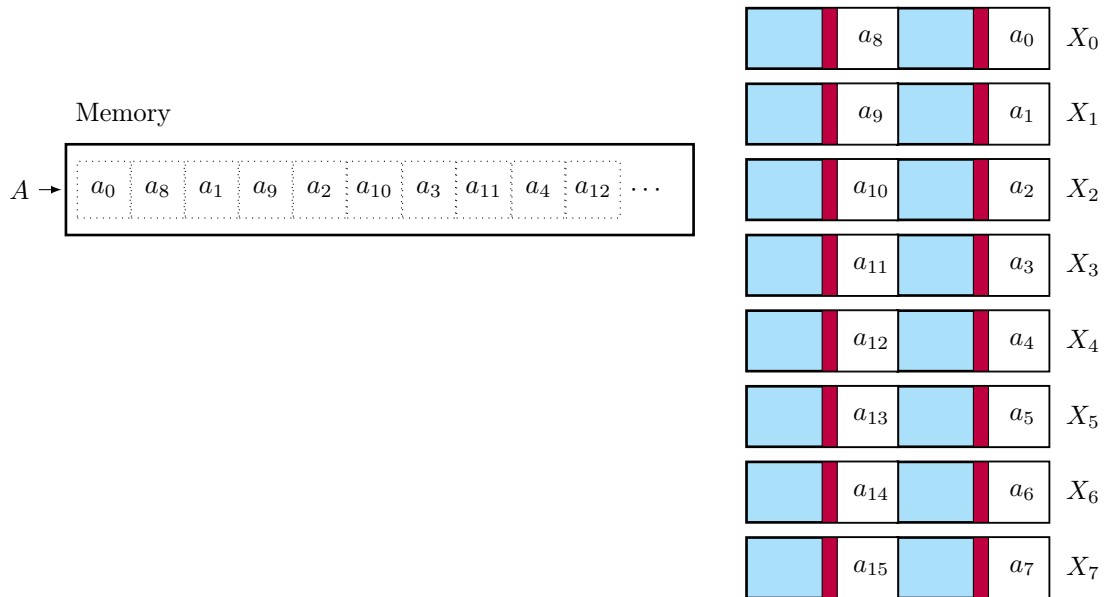 Memory
A a₀ a₈ a₁ a₉ a₂ a₁₀ a₃ a₁₁ a₄ a₁₂ ⋯
a₈ a₀ X₀
a₉ a₁ X₁
a₁₀ a₂ X₂
a₁₁ a₃ X₃
a₁₂ a₄ X₄
a₁₃ a₅ X₅
a₁₄ a₆ X₆
a₁₅ a₇ X₇